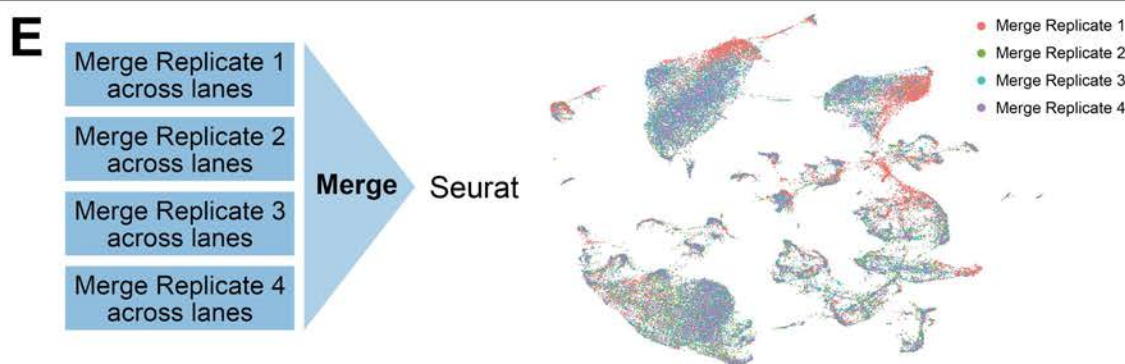 E
Merge Replicate 1
across lanes
Merge Replicate 2
across lanes
Merge Replicate 3
across lanes
Merge Replicate 4
across lanes
Merge
Seurat
Merge Replicate 1
Merge Replicate 2
Merge Replicate 3
Merge Replicate 4